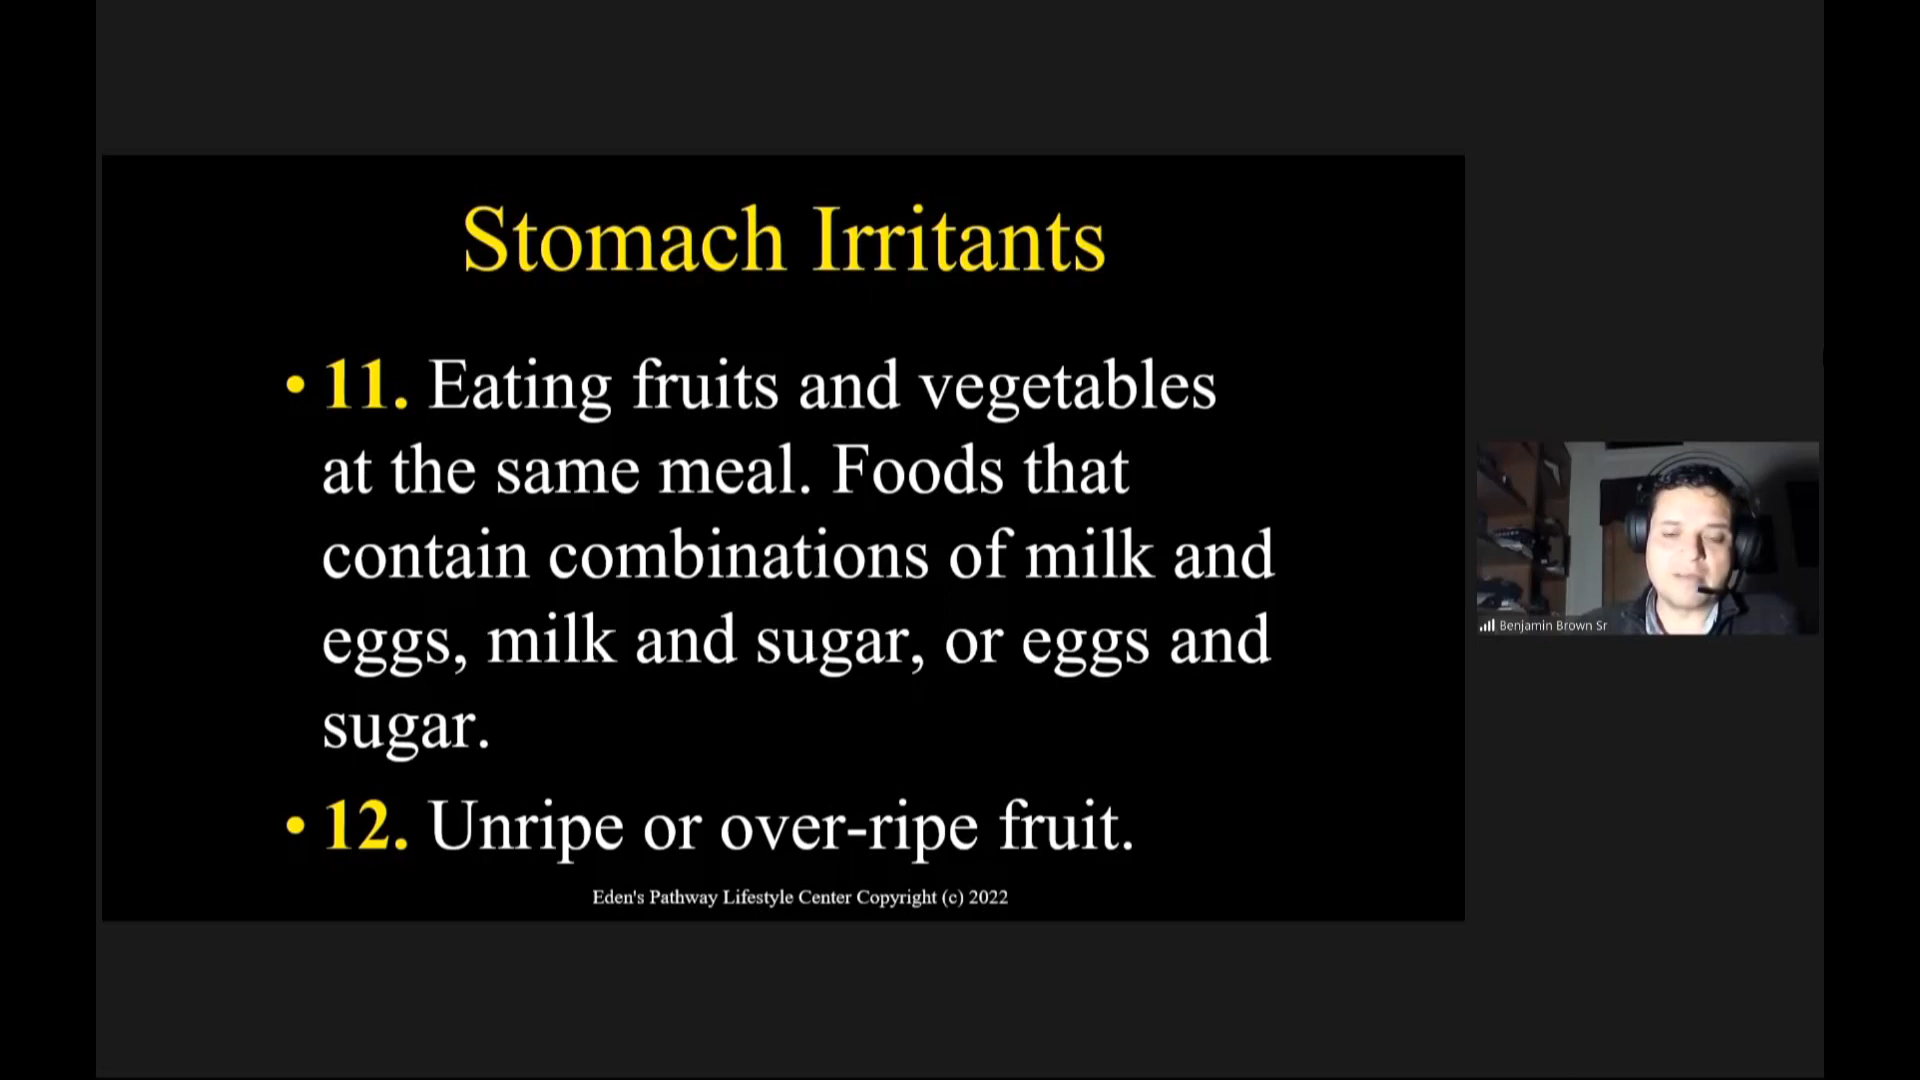 Stomach Irritants
• 11. Eating fruits and vegetables
at the same meal. Foods that
contain combinations of milk and
eggs, milk and sugar, or eggs and
sugar.
• 12. Unripe or over-ripe fruit.
Eden's Pathway Lifestyle Center Copyright (c) 2022
Benjamin Brown Sr